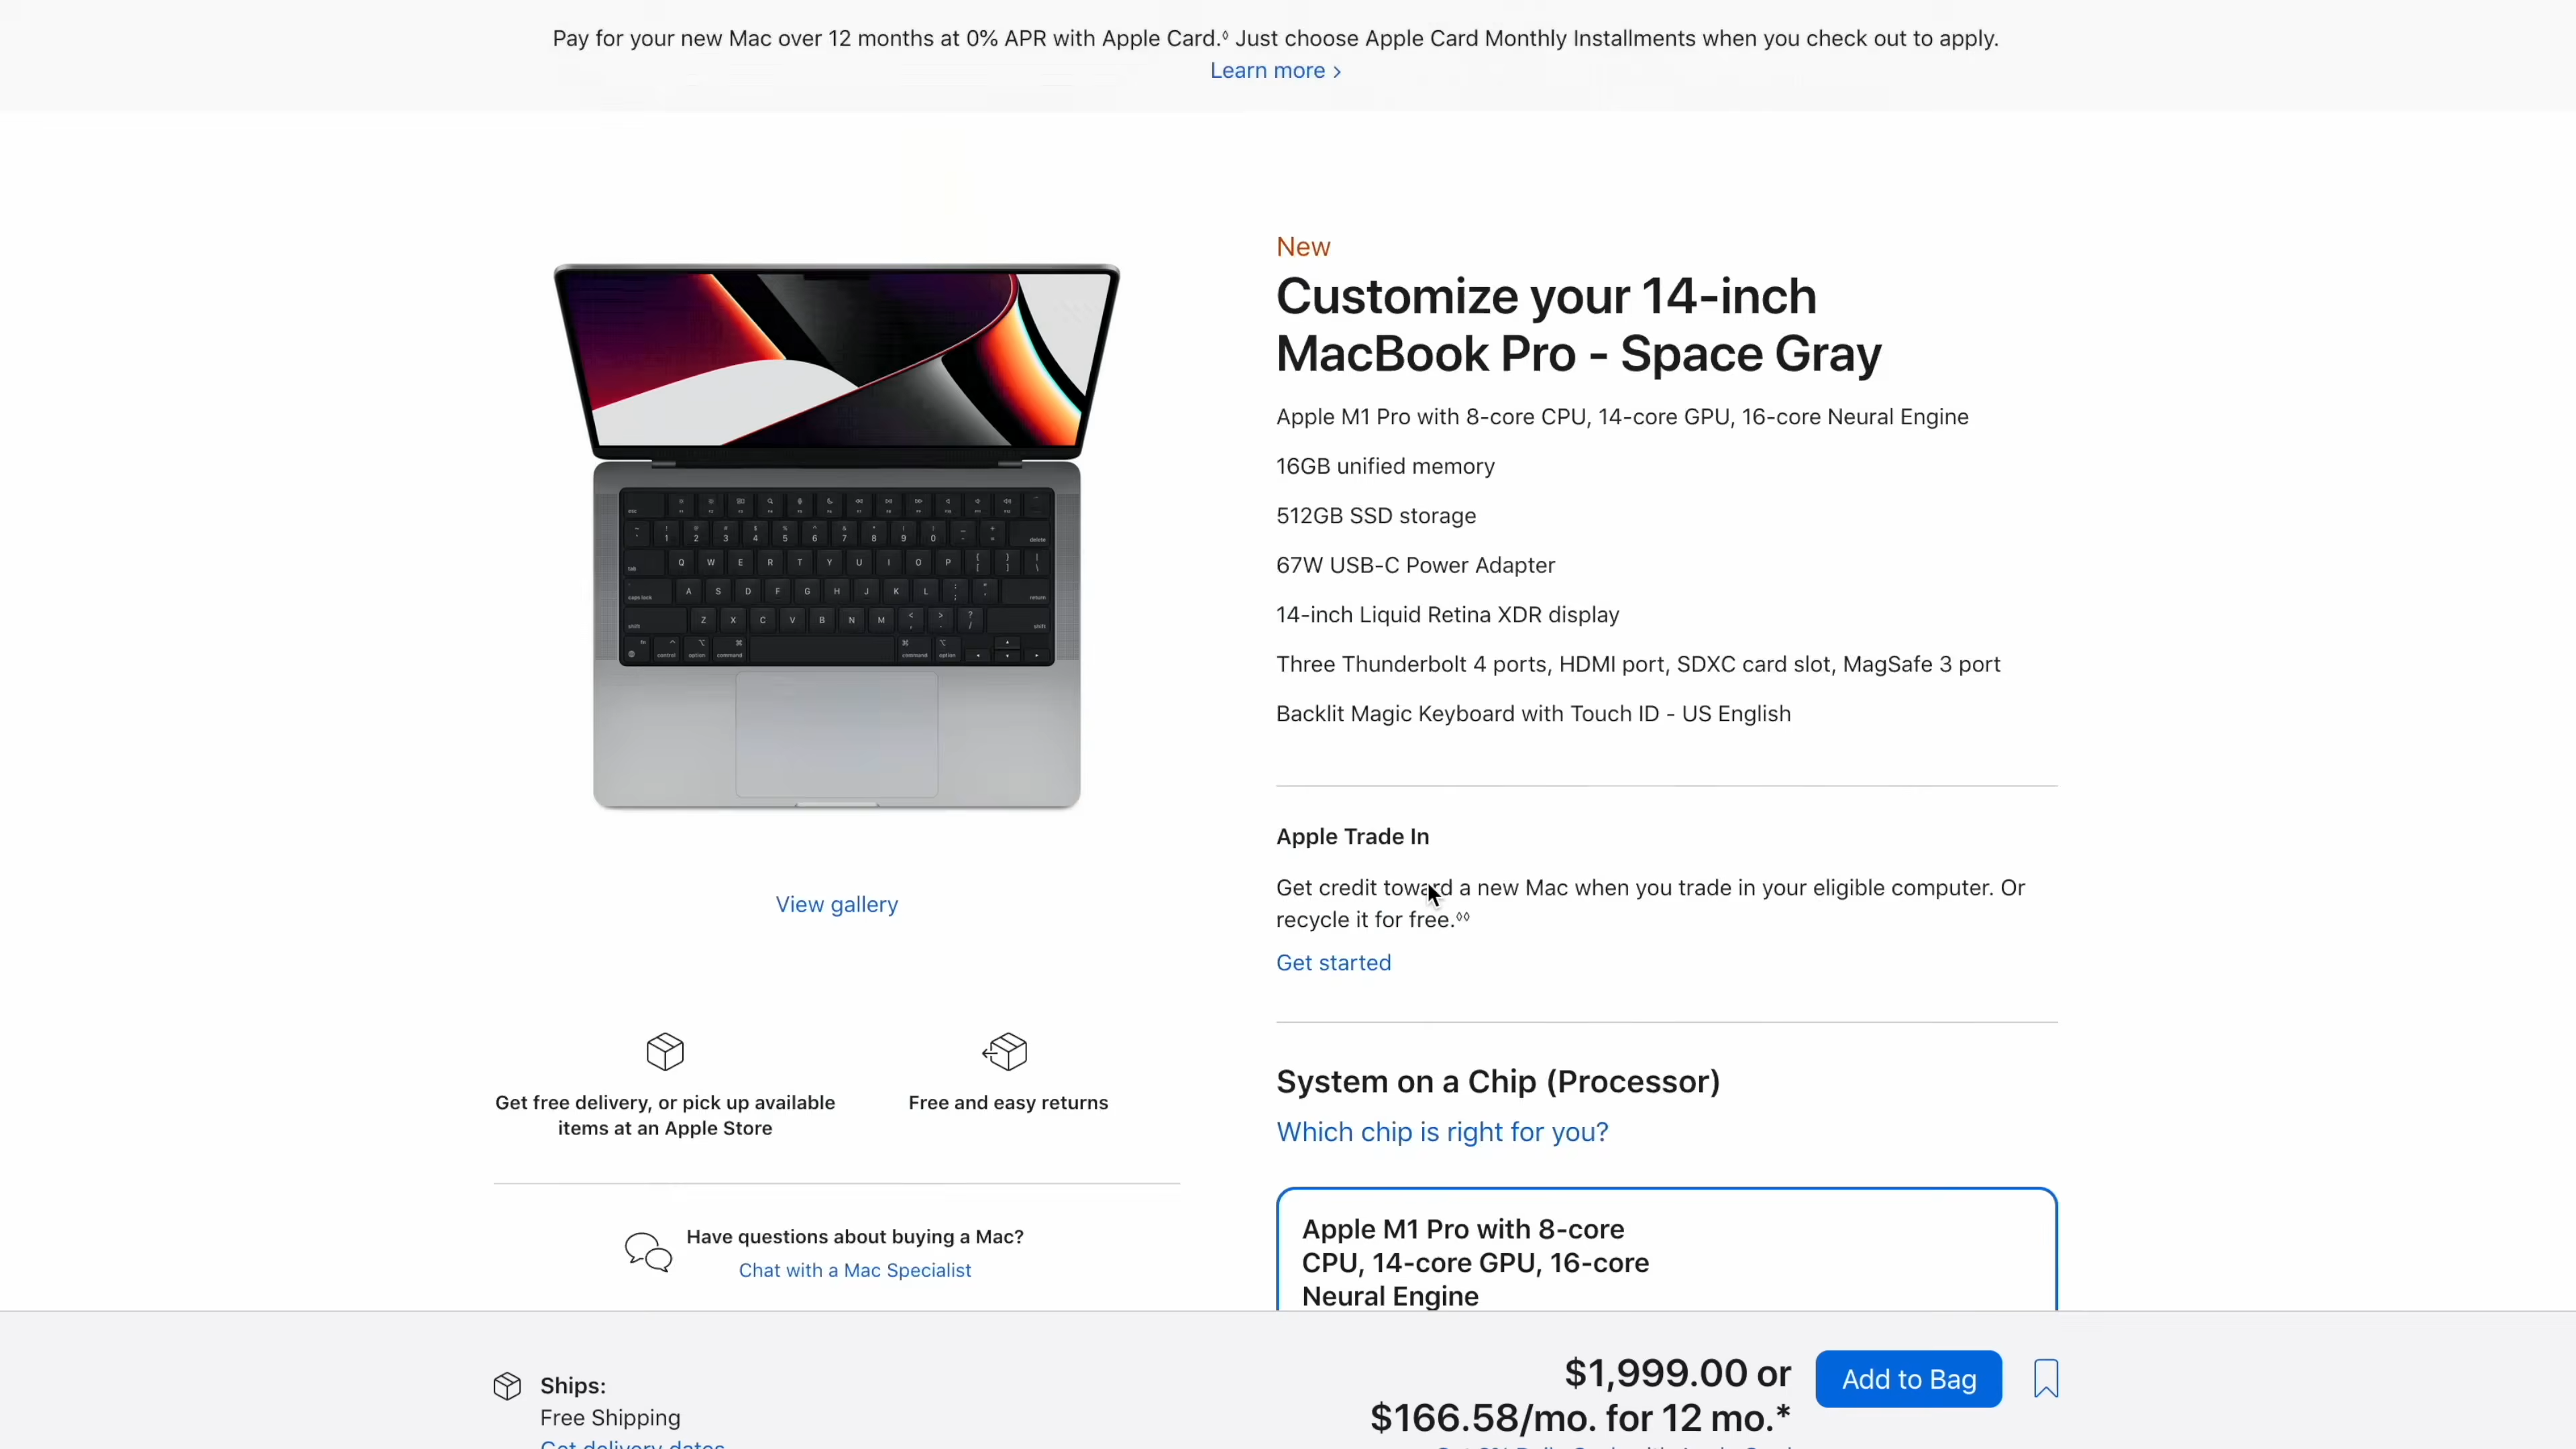 Pay for your new Mac over 12 months at 0% APR with Apple Card.◊ Just choose Apple Card Monthly Installments when you check out to apply.
Learn more ›
New
Customize your 14-inch
MacBook Pro - Space Gray
Apple M1 Pro with 8-core CPU, 14-core GPU, 16-core Neural Engine
16GB unified memory
512GB SSD storage
67W USB-C Power Adapter
14-inch Liquid Retina XDR display
Three Thunderbolt 4 ports, HDMI port, SDXC card slot, MagSafe 3 port
Backlit Magic Keyboard with Touch ID - US English
View gallery
Apple Trade In
Get credit toward a new Mac when you trade in your eligible computer. Or
recycle it for free.◊◊
Get started
Get free delivery, or pick up available
items at an Apple Store
Free and easy returns
Have questions about buying a Mac?
Chat with a Mac Specialist
System on a Chip (Processor)
Which chip is right for you?
Apple M1 Pro with 8-core
CPU, 14-core GPU, 16-core
Neural Engine
Ships:
Free Shipping
Get delivery dates
$1,999.00 or
$166.58/mo. for 12 mo.*
Add to Bag